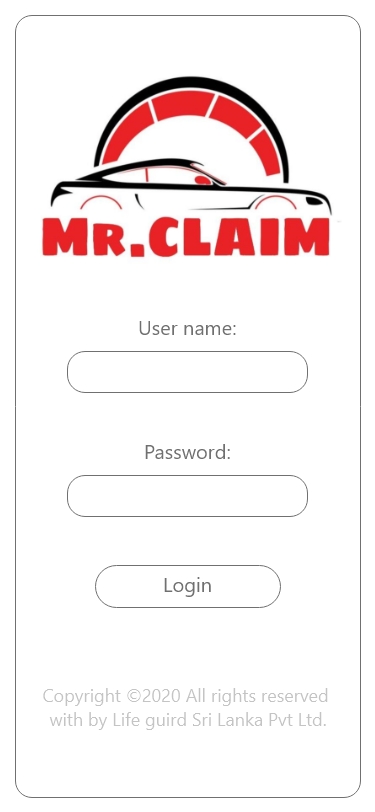 MR.CLAIM
User name:
Password:
Login
Copyright ©2020 All rights reserved
with by Life guird Sri Lanka Pvt Ltd.